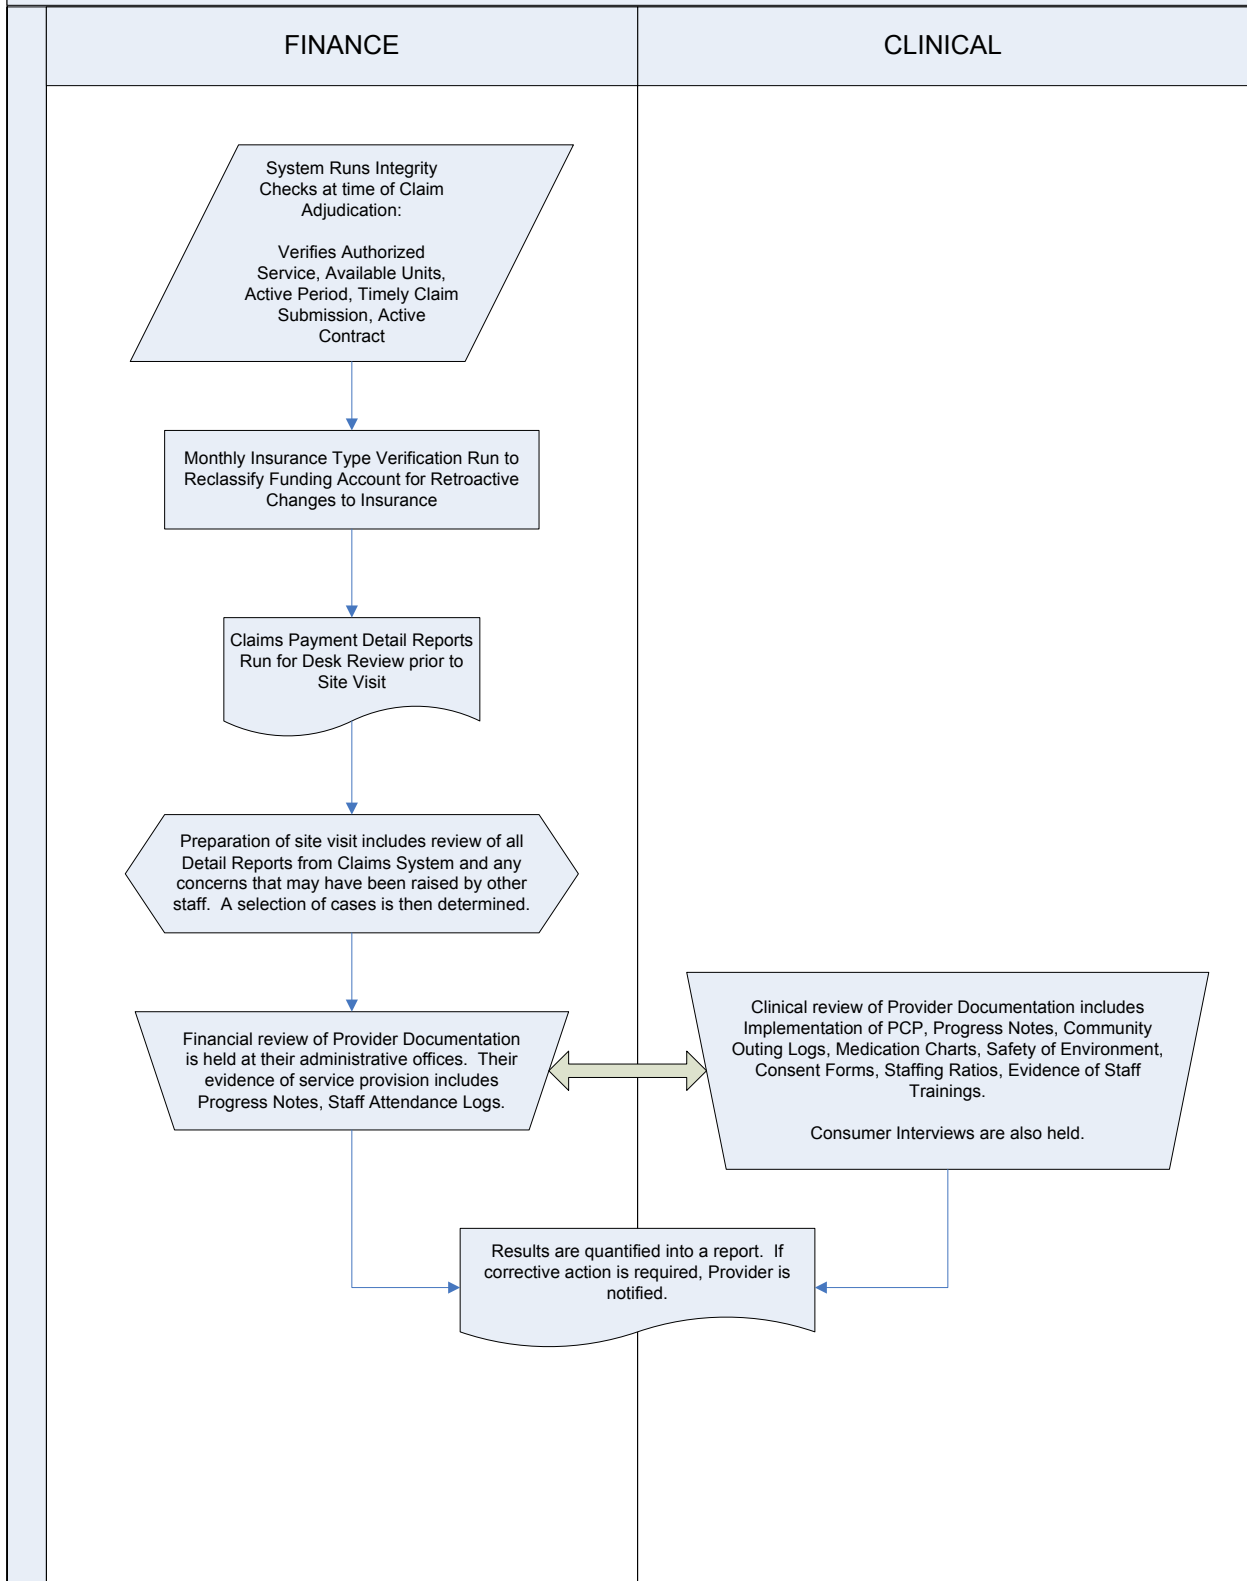 FINANCE
CLINICAL
System Runs Integrity
Checks at time of Claim
Adjudication:
Verifies Authorized
Service, Available Units,
Active Period, Timely Claim
Submission, Active
Contract
Monthly Insurance Type Verification Run to
Reclassify Funding Account for Retroactive
Changes to Insurance
Claims Payment Detail Reports
Run for Desk Review prior to
Site Visit
Preparation of site visit includes review of all
Detail Reports from Claims System and any
concerns that may have been raised by other
staff.  A selection of cases is then determined.
Financial review of Provider Documentation
is held at their administrative offices.  Their
evidence of service provision includes
Progress Notes, Staff Attendance Logs.
Clinical review of Provider Documentation includes
Implementation of PCP, Progress Notes, Community
Outing Logs, Medication Charts, Safety of Environment,
Consent Forms, Staffing Ratios, Evidence of Staff
Trainings.
Consumer Interviews are also held.
Results are quantified into a report.  If
corrective action is required, Provider is
notified.